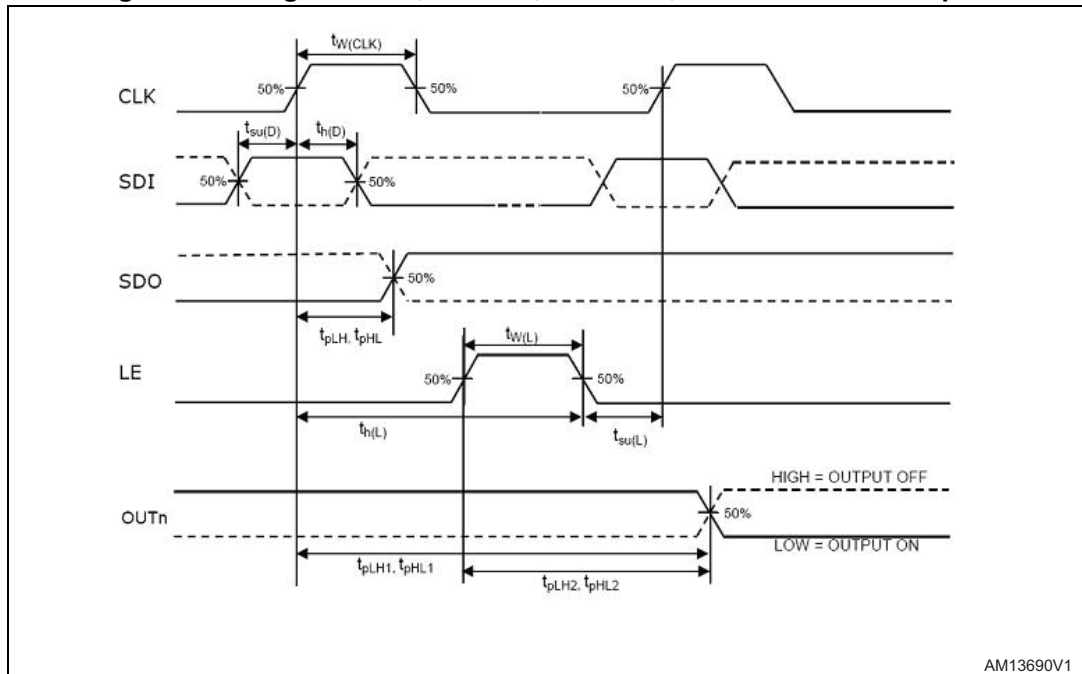 tW(CLK)
CLK
50%
50%
50%
tsu(D)
th(D)
SDI
50%
50%
SDO
50%
tpLH, tpHL
tW(L)
LE
50%
50%
th(L)
tsu(L)
HIGH = OUTPUT OFF
OUTn
50%
LOW = OUTPUT ON
tpLH1, tpHL1
tpLH2, tpHL2
AM13690V1